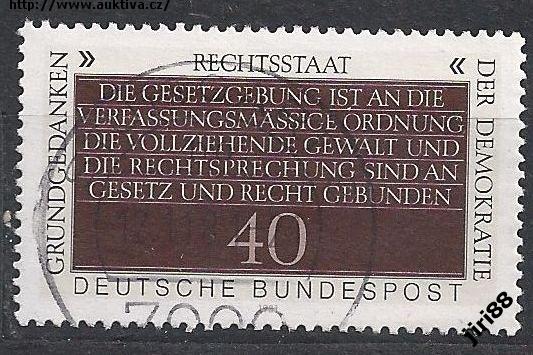 http://www.auktiva.cz/
» RECHTSSTAAT «
GRUNDGEDANKEN
DIE GESETZGEBUNG IST AN DIE
VERFASSUNGSMÄSSIGE ORDNUNG
DIE VOLLZIEHENDE GEWALT UND
DIE RECHTSPRECHUNG SIND AN
GESETZ UND RECHT GEBUNDEN
40
DER DEMOKRATIE
DEUTSCHE BUNDESPOST
1981
jiri88